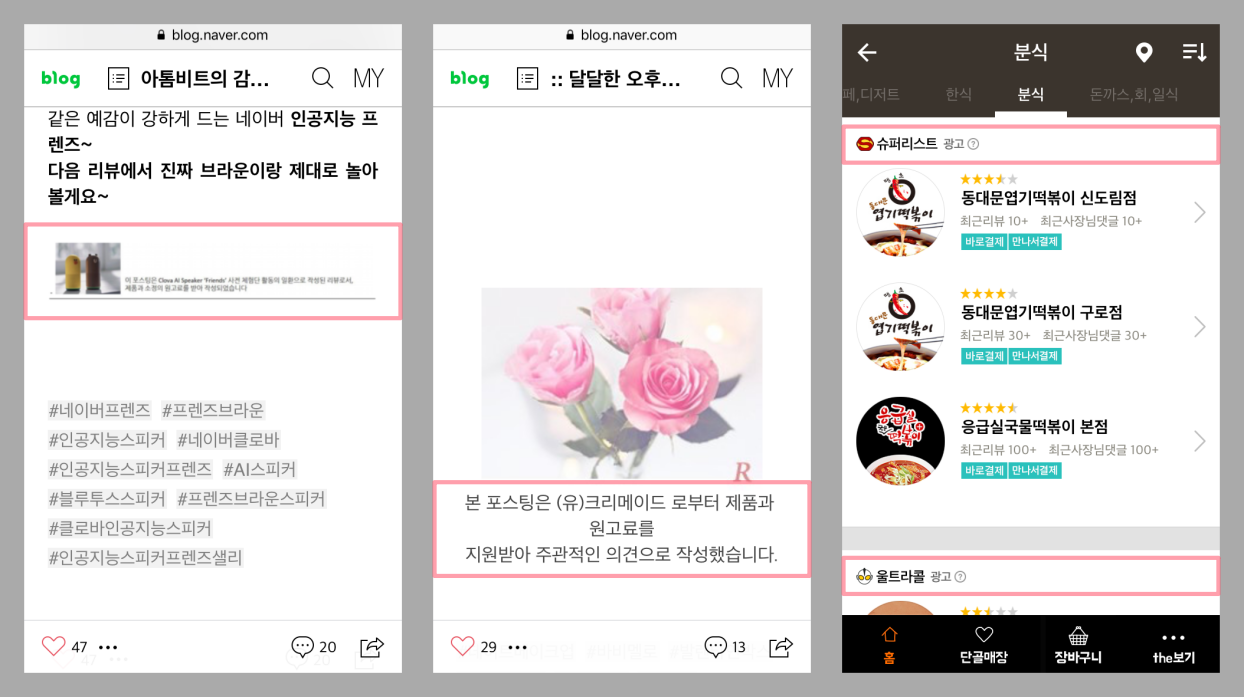 blog.naver.com
blog 아톰비트의 감... MY
같은 예감이 강하게 드는 네이버 인공지능 프
렌즈~
다음 리뷰에서 진짜 브라운이랑 제대로 놀아
볼게요~
이 포스팅은 Clova AI Speaker 'Friends' 사전 체험단 활동의 일환으로 작성된 리뷰로서,
제품과 소정의 원고료를 받아 작성되었습니다
#네이버프렌즈 #프렌즈브라운
#인공지능스피커 #네이버클로바
#인공지능스피커프렌즈 #AI스피커
#블루투스스피커 #프렌즈브라운스피커
#클로바인공지능스피커
#인공지능스피커프렌즈샐리
47 20
blog.naver.com
blog :: 달달한 오후... MY
R
본 포스팅은 (유)크리메이드 로부터 제품과
원고료를
지원받아 주관적인 의견으로 작성했습니다.
29 13
분식
페,디저트 한식 분식 돈까스,회,일식
슈퍼리스트 광고
동대문엽기떡볶이
동대문엽기떡볶이 신도림점
최근리뷰 10+ 최근사장님댓글 10+
바로결제 만나서결제
동대문엽기떡볶이
동대문엽기떡볶이 구로점
최근리뷰 30+ 최근사장님댓글 30+
바로결제 만나서결제
응급실국물떡볶이 본점
최근리뷰 100+ 최근사장님댓글 100+
바로결제 만나서결제
울트라콜 광고
홈 단골매장 장바구니 the보기